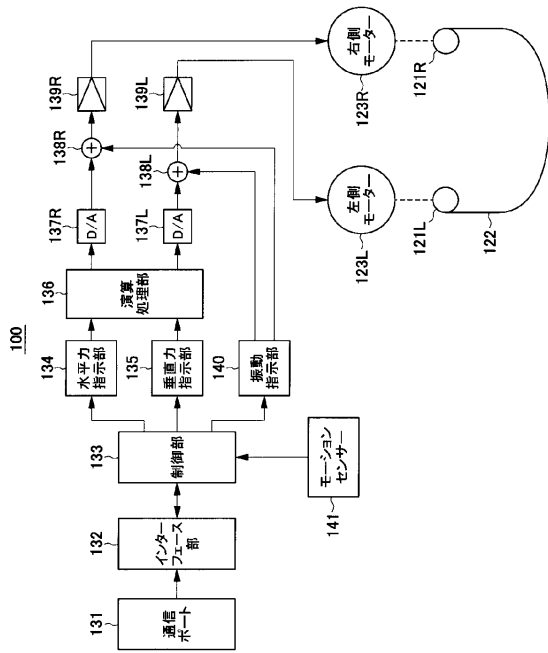 100
131
通信
ポート
132
インター
フェース
部
133
制御部
134
水平力
指示部
135
垂直力
指示部
140
振動
指示部
141
モーション
センサー
136
演算
処理部
137R
D/A
137L
D/A
138R
+
138L
+
139R
139L
右側
モーター
123R
左側
モーター
123L
121R
121L
122